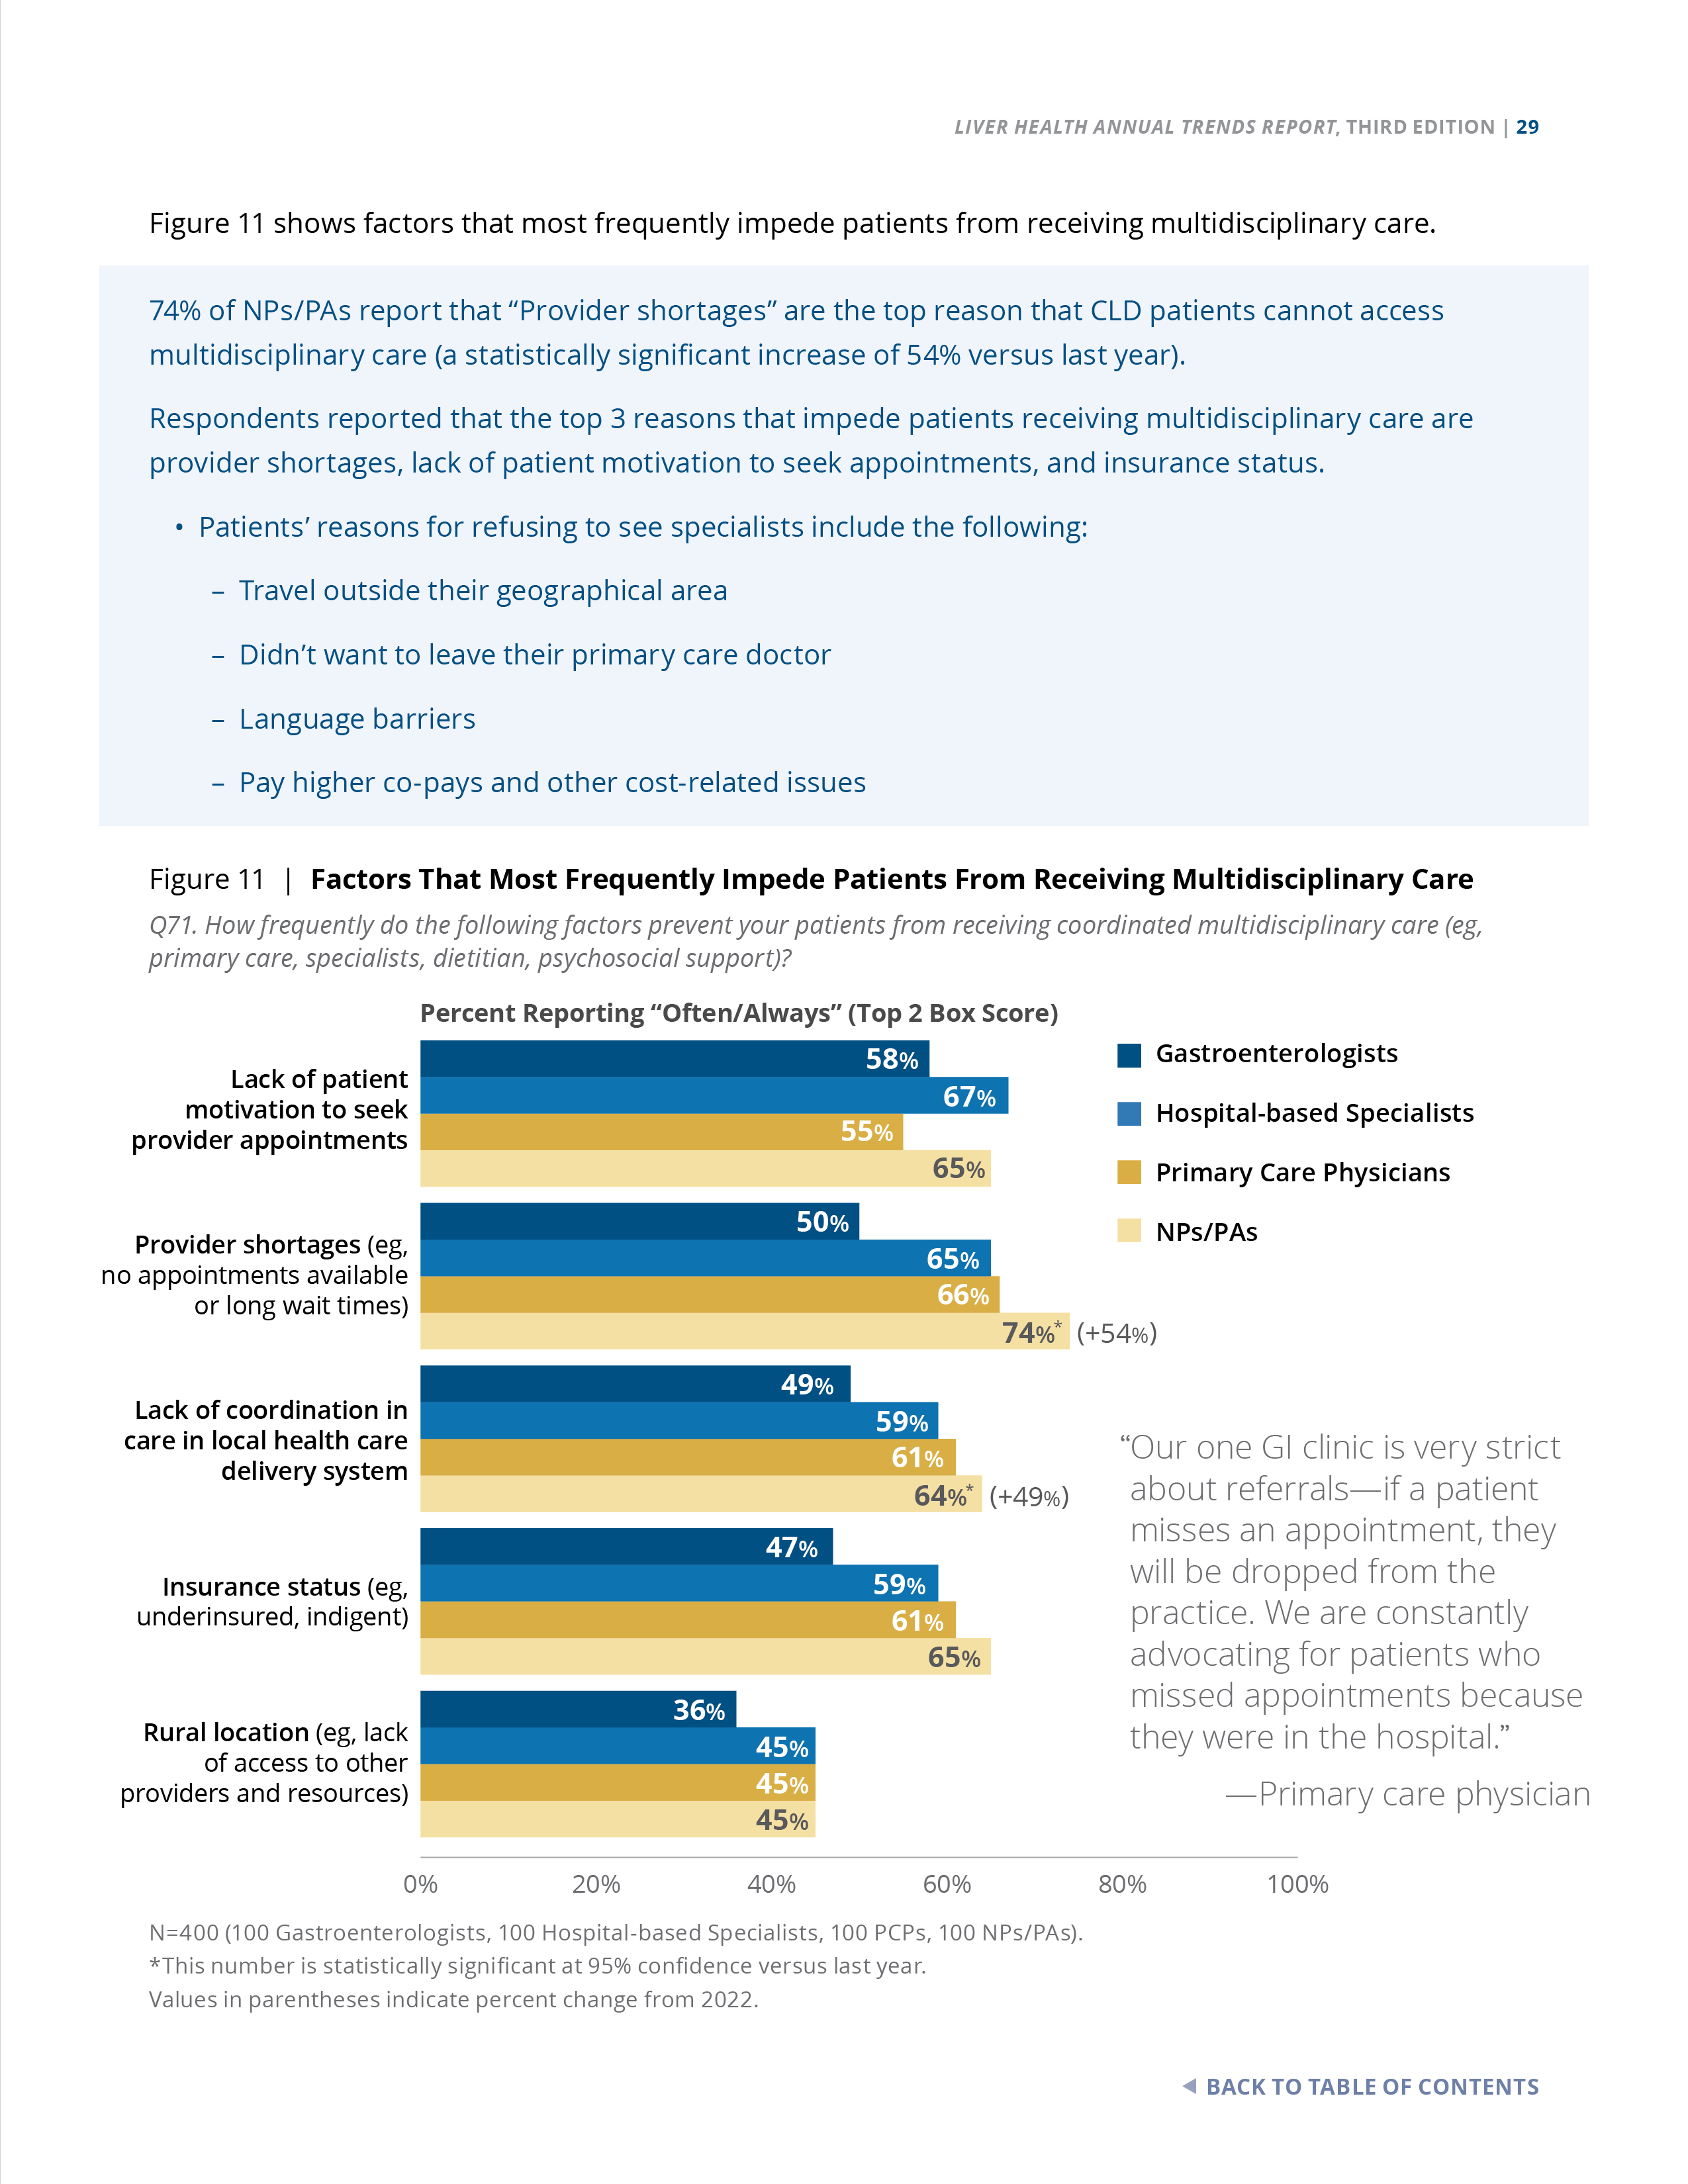 LIVER HEALTH ANNUAL TRENDS REPORT, THIRD EDITION | 29
Figure 11 shows factors that most frequently impede patients from receiving multidisciplinary care.
74% of NPs/PAs report that “Provider shortages” are the top reason that CLD patients cannot access
multidisciplinary care (a statistically significant increase of 54% versus last year).
Respondents reported that the top 3 reasons that impede patients receiving multidisciplinary care are
provider shortages, lack of patient motivation to seek appointments, and insurance status.
• Patients’ reasons for refusing to see specialists include the following:
– Travel outside their geographical area
– Didn’t want to leave their primary care doctor
– Language barriers
– Pay higher co-pays and other cost-related issues
Figure 11 | Factors That Most Frequently Impede Patients From Receiving Multidisciplinary Care
Q71. How frequently do the following factors prevent your patients from receiving coordinated multidisciplinary care (eg,
primary care, specialists, dietitian, psychosocial support)?
Percent Reporting “Often/Always” (Top 2 Box Score)
Gastroenterologists
Hospital-based Specialists
Primary Care Physicians
NPs/PAs
Lack of patient
motivation to seek
provider appointments
58%
67%
55%
65%
Provider shortages (eg,
no appointments available
or long wait times)
50%
65%
66%
74%* (+54%)
Lack of coordination in
care in local health care
delivery system
49%
59%
61%
64%* (+49%)
Insurance status (eg,
underinsured, indigent)
47%
59%
61%
65%
Rural location (eg, lack
of access to other
providers and resources)
36%
45%
45%
45%
0% 20% 40% 60% 80% 100%
“Our one GI clinic is very strict
about referrals—if a patient
misses an appointment, they
will be dropped from the
practice. We are constantly
advocating for patients who
missed appointments because
they were in the hospital.”
—Primary care physician
N=400 (100 Gastroenterologists, 100 Hospital-based Specialists, 100 PCPs, 100 NPs/PAs).
*This number is statistically significant at 95% confidence versus last year.
Values in parentheses indicate percent change from 2022.
◀ BACK TO TABLE OF CONTENTS